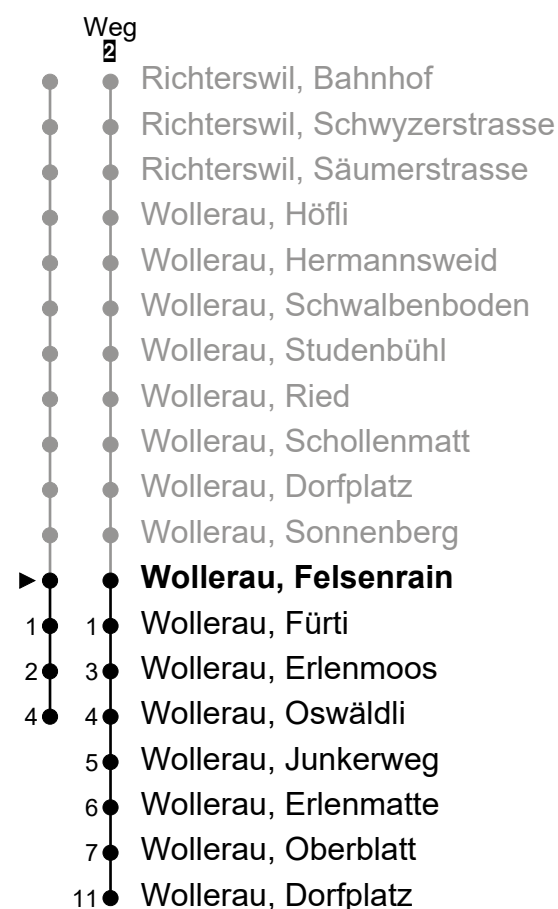 Weg
2
Richterswil, Bahnhof
Richterswil, Schwyzerstrasse
Richterswil, Säumerstrasse
Wollerau, Höfli
Wollerau, Hermannsweid
Wollerau, Schwalbenboden
Wollerau, Studenbühl
Wollerau, Ried
Wollerau, Schollenmatt
Wollerau, Dorfplatz
Wollerau, Sonnenberg
Wollerau, Felsenrain
1 1 Wollerau, Fürti
2 3 Wollerau, Erlenmoos
4 4 Wollerau, Oswäldli
5 Wollerau, Junkerweg
6 Wollerau, Erlenmatte
7 Wollerau, Oberblatt
11 Wollerau, Dorfplatz